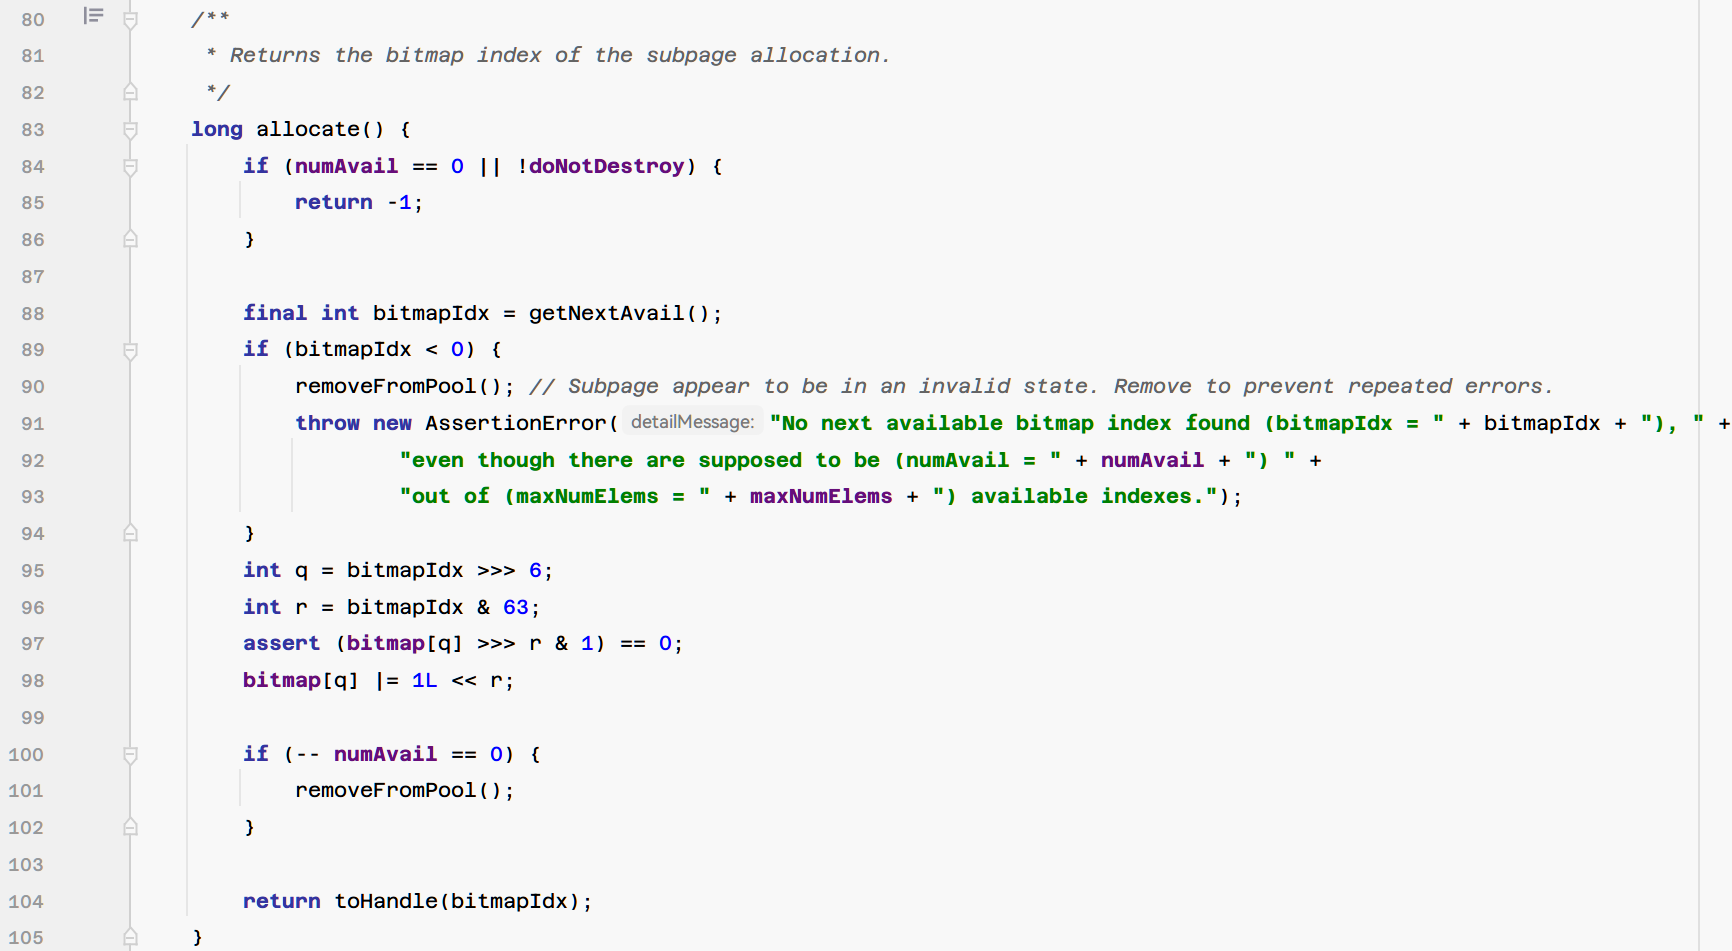 80 /**
81 * Returns the bitmap index of the subpage allocation.
82 */
83 long allocate() {
84 if (numAvail == 0 || !doNotDestroy) {
85 return -1;
86 }
87
88 final int bitmapIdx = getNextAvail();
89 if (bitmapIdx < 0) {
90 removeFromPool(); // Subpage appear to be in an invalid state. Remove to prevent repeated errors.
91 throw new AssertionError( detailMessage: "No next available bitmap index found (bitmapIdx = " + bitmapIdx + "), " +
92 "even though there are supposed to be (numAvail = " + numAvail + ") " +
93 "out of (maxNumElems = " + maxNumElems + ") available indexes.");
94 }
95 int q = bitmapIdx >>> 6;
96 int r = bitmapIdx & 63;
97 assert (bitmap[q] >>> r & 1) == 0;
98 bitmap[q] |= 1L << r;
99
100 if (-- numAvail == 0) {
101 removeFromPool();
102 }
103
104 return toHandle(bitmapIdx);
105 }